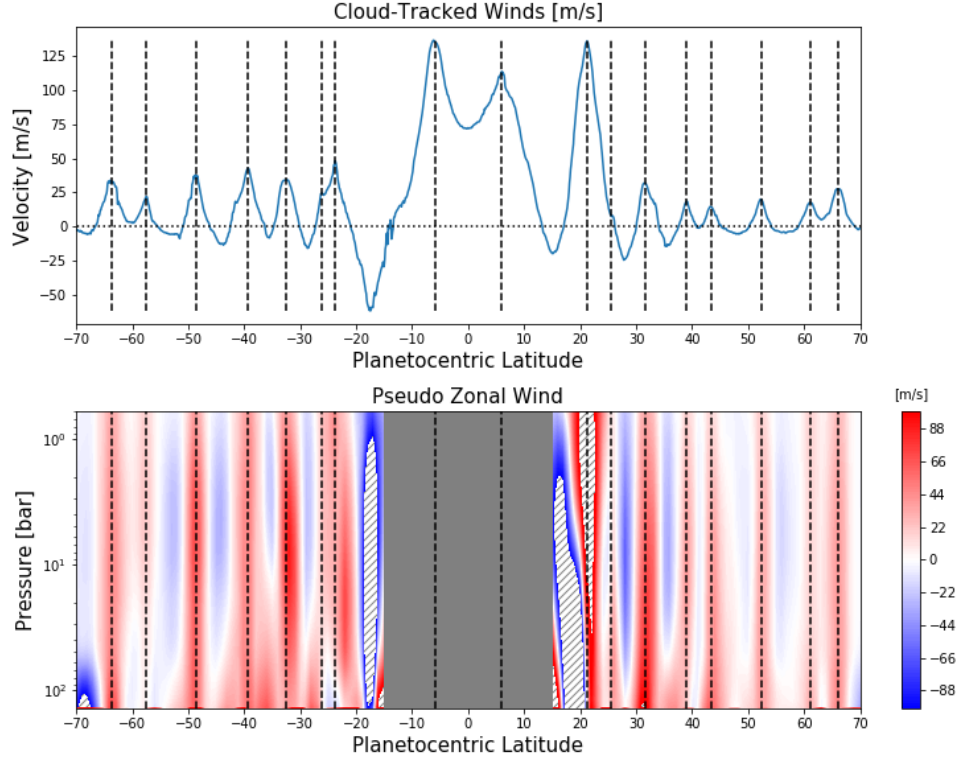 Cloud-Tracked Winds [m/s]
Velocity [m/s]
125
100
75
50
25
0
−25
−50
−70 −60 −50 −40 −30 −20 −10 0 10 20 30 40 50 60 70
Planetocentric Latitude
Pseudo Zonal Wind
Pressure [bar]
10⁰
10¹
10²
−70 −60 −50 −40 −30 −20 −10 0 10 20 30 40 50 60 70
Planetocentric Latitude
[m/s]
88
66
44
22
0
−22
−44
−66
−88